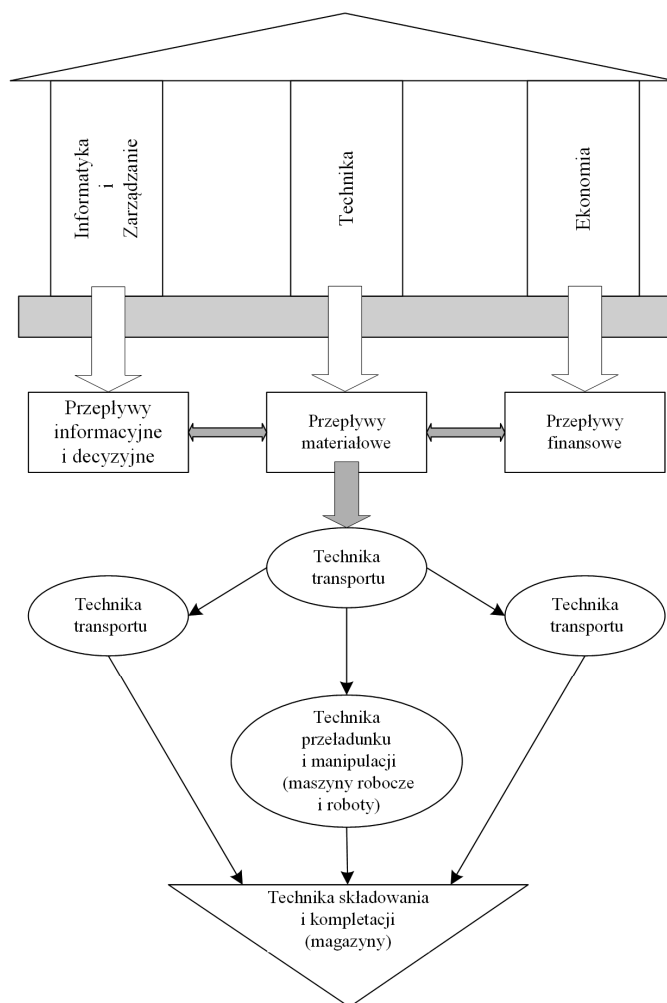 Informatyka
i
Zarządzanie
Technika
Ekonomia
Przepływy
informacyjne
i decyzyjne
Przepływy
materiałowe
Przepływy
finansowe
Technika
transportu
Technika
transportu
Technika
transportu
Technika
przeładunku
i manipulacji
(maszyny robocze
i roboty)
Technika składowania
i kompletacji
(magazyny)